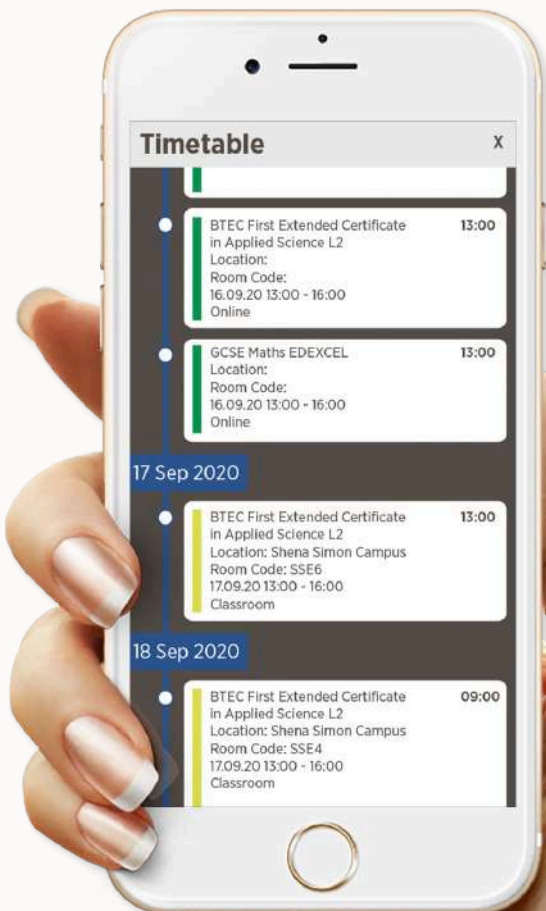 Timetable X
BTEC First Extended Certificate 13:00
in Applied Science L2
Location:
Room Code:
16.09.20 13:00 - 16:00
Online
GCSE Maths EDEXCEL 13:00
Location:
Room Code:
16.09.20 13:00 - 16:00
Online
17 Sep 2020
BTEC First Extended Certificate 13:00
in Applied Science L2
Location: Shena Simon Campus
Room Code: SSE6
17.09.20 13:00 - 16:00
Classroom
18 Sep 2020
BTEC First Extended Certificate 09:00
in Applied Science L2
Location: Shena Simon Campus
Room Code: SSE4
17.09.20 13:00 - 16:00
Classroom